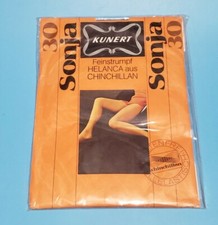 30
Sonja
KUNERT
Feinstrumpf
HELANCA aus
CHINCHILLAN
30
Sonja